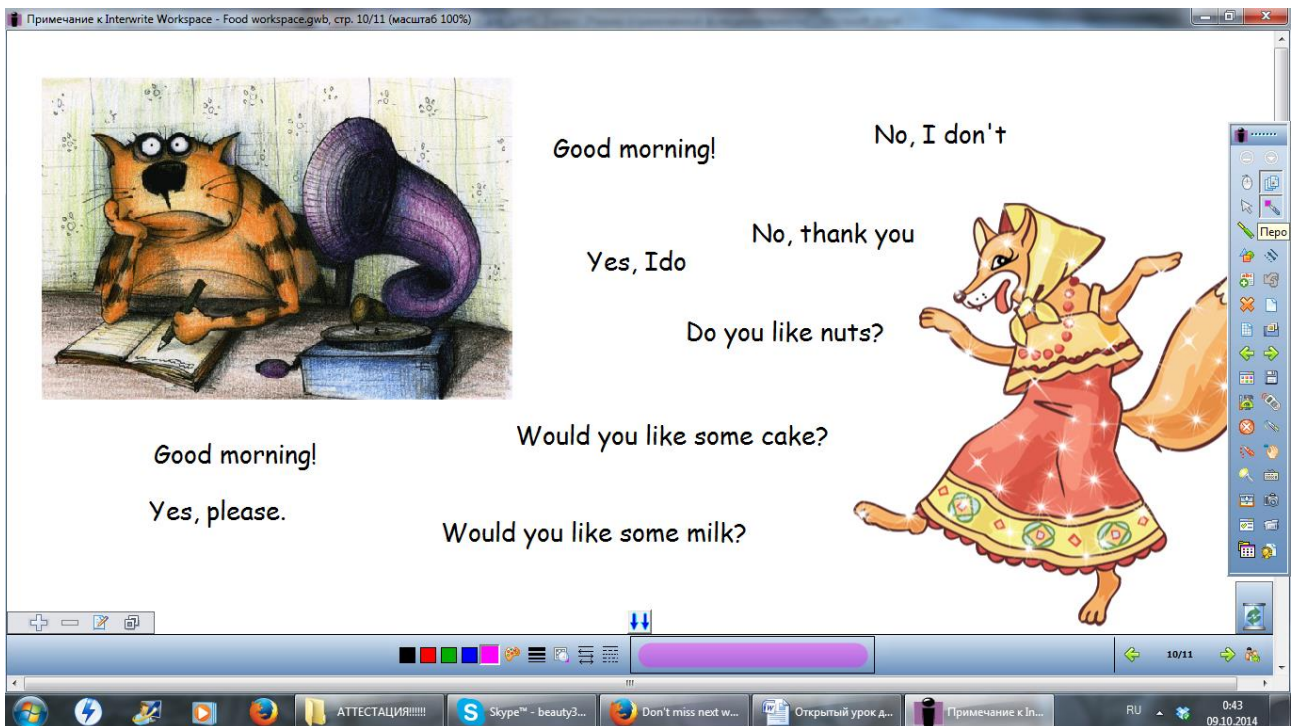 Примечание к Interwrite Workspace - Food workspace.gwb, стр. 10/11 (масштаб 100%)
No, I don't
Good morning!
No, thank you
Перо
Yes, Ido
Do you like nuts?
Would you like some cake?
Good morning!
Yes, please.
Would you like some milk?
10/11
АТТЕСТАЦИЯ!!!!!!
Skype™ - beauty3...
Don't miss next w...
Открытый урок д...
Примечание к In...
RU
0:43
09.10.2014